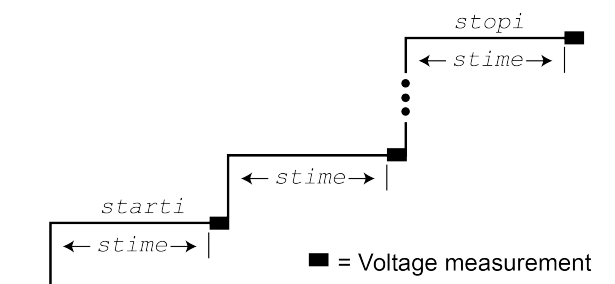 stopi
stime
stime
starti
stime
= Voltage measurement